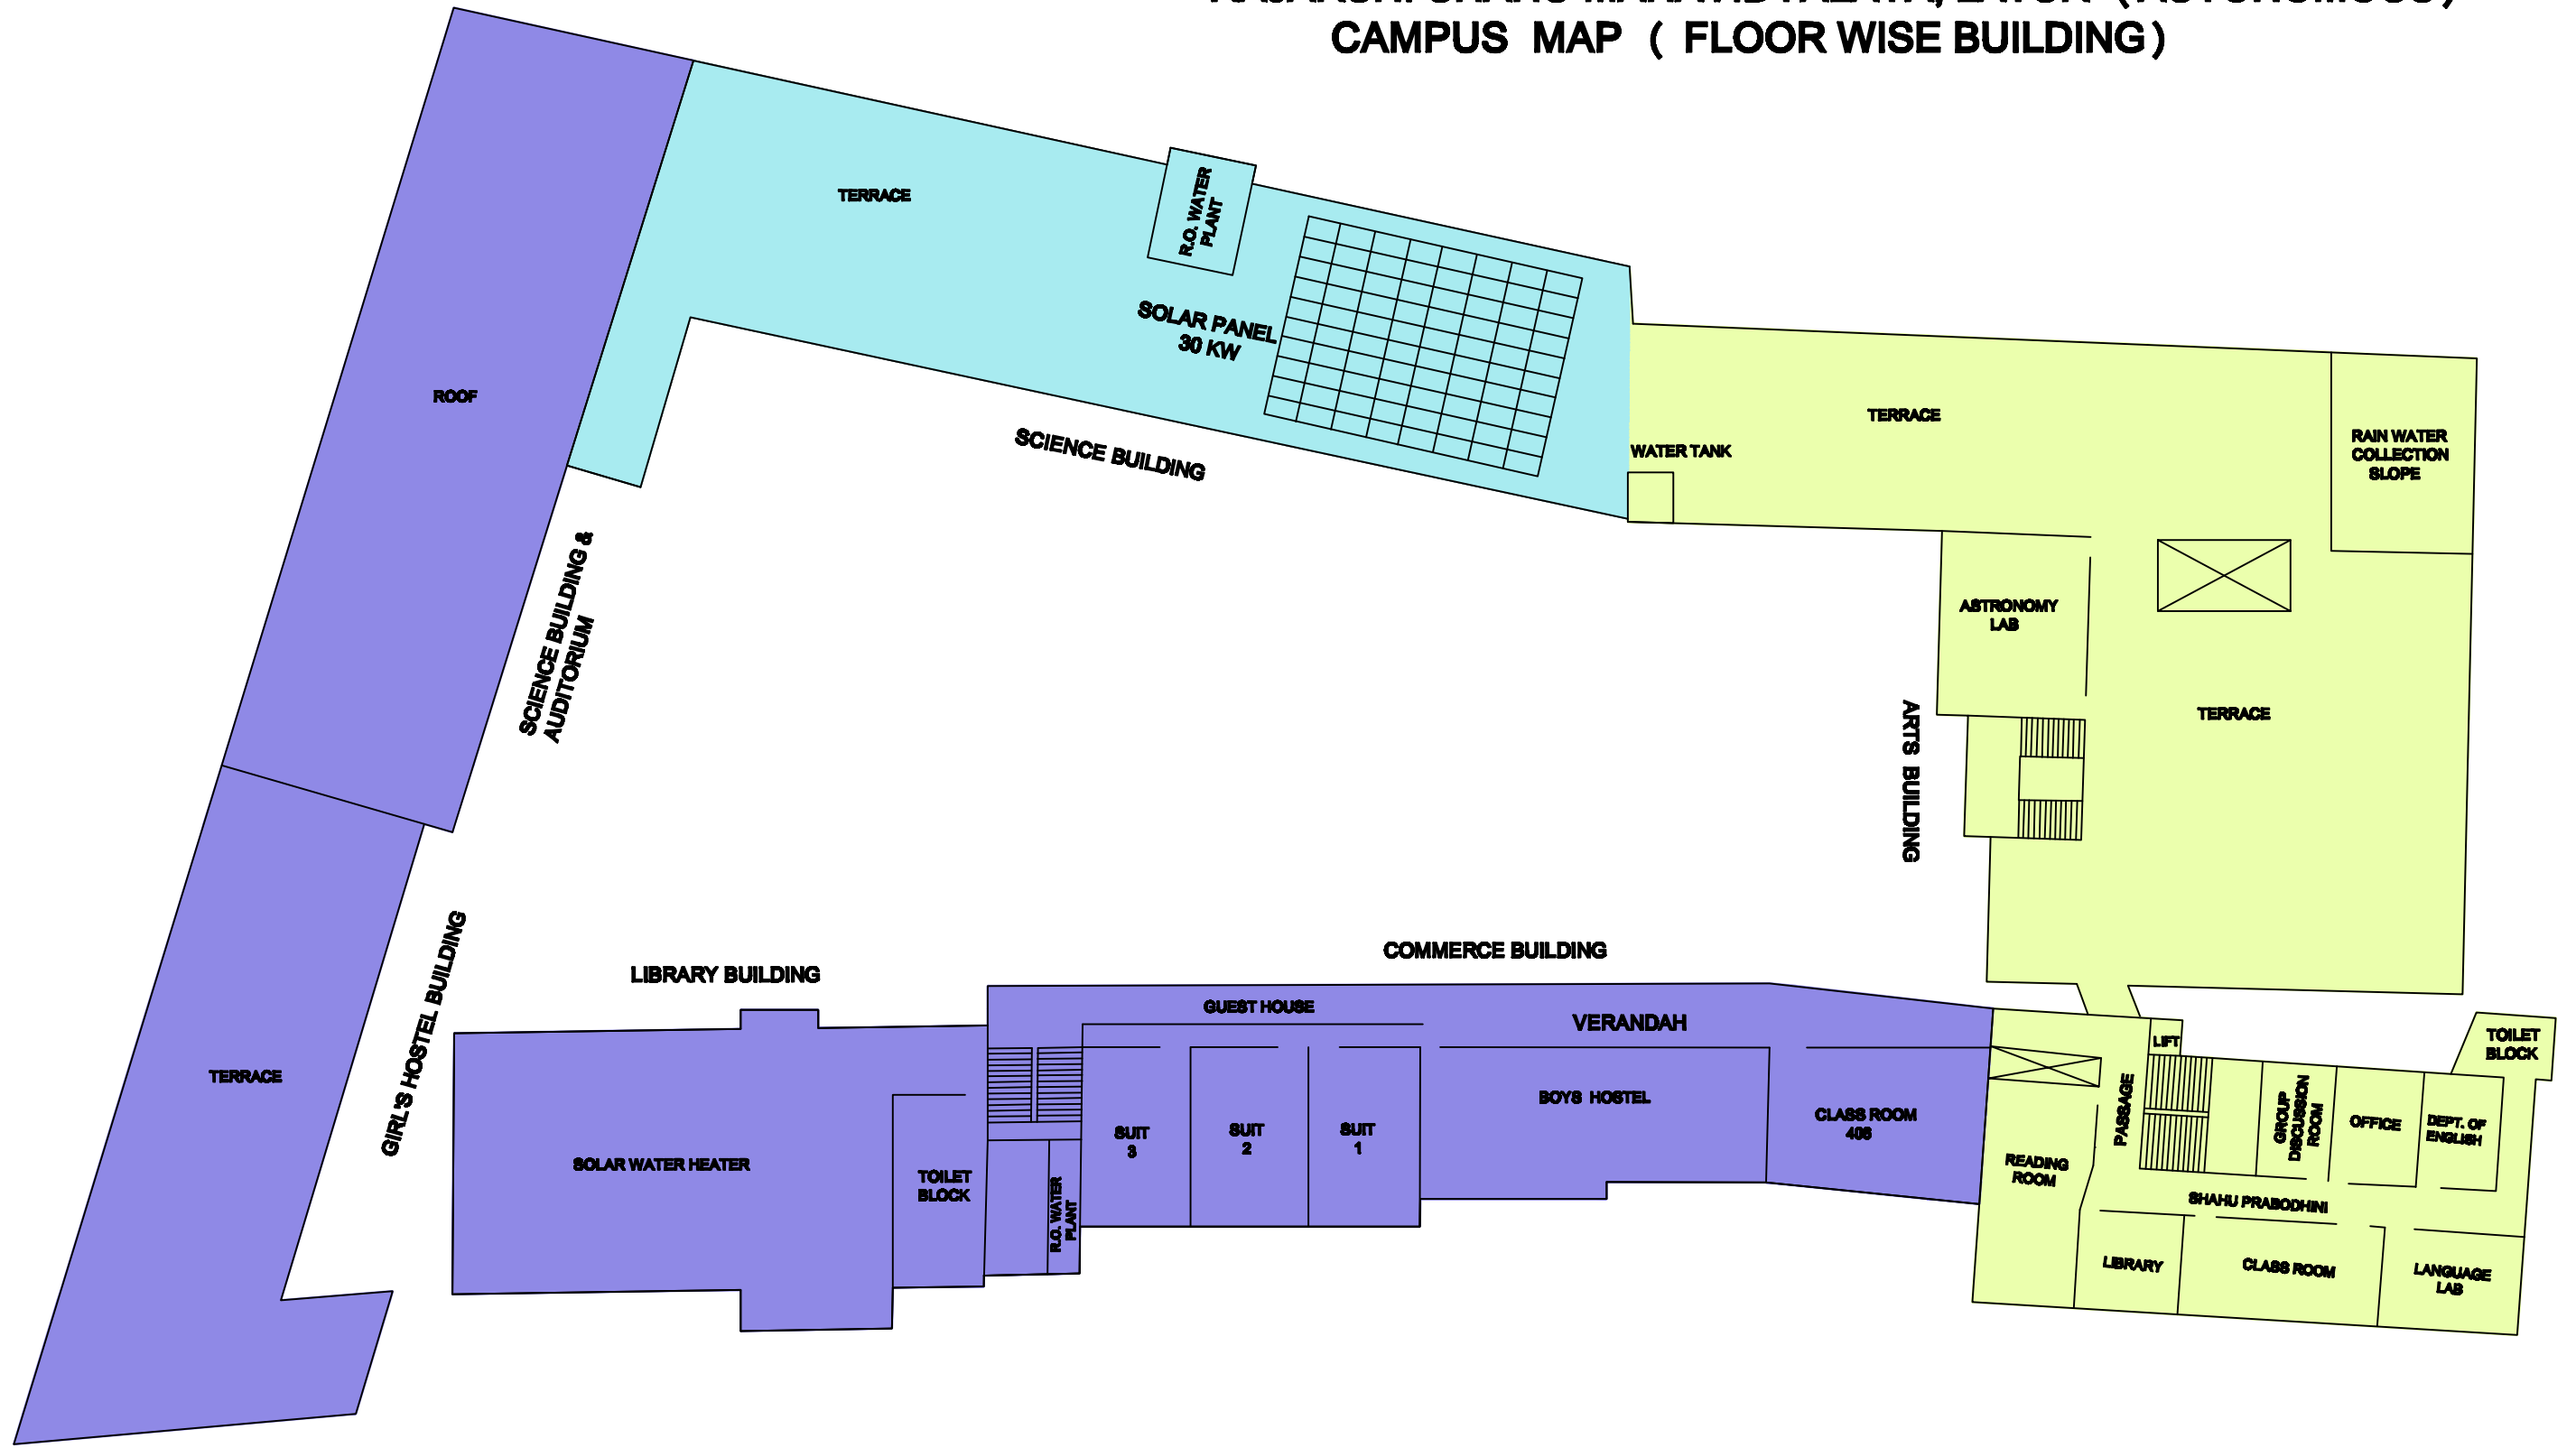 CAMPUS MAP ( FLOOR WISE BUILDING )
TERRACE
R.O. WATER
PLANT
SOLAR PANEL
30 KW
ROOF
SCIENCE BUILDING
TERRACE
WATER TANK
RAIN WATER
COLLECTION
SLOPE
SCIENCE BUILDING &
AUDITORIUM
ASTRONOMY
LAB
TERRACE
ARTS BUILDING
GIRL'S HOSTEL BUILDING
TERRACE
LIBRARY BUILDING
COMMERCE BUILDING
GUEST HOUSE
VERANDAH
SOLAR WATER HEATER
TOILET
BLOCK
R.O. WATER
PLANT
SUIT
3
SUIT
2
SUIT
1
BOYS HOSTEL
CLASS ROOM
406
LIFT
TOILET
BLOCK
PASSAGE
GROUP
DISCUSSION
ROOM
OFFICE
DEPT. OF
ENGLISH
READING
ROOM
SHAHU PRABODHINI
LIBRARY
CLASS ROOM
LANGUAGE
LAB